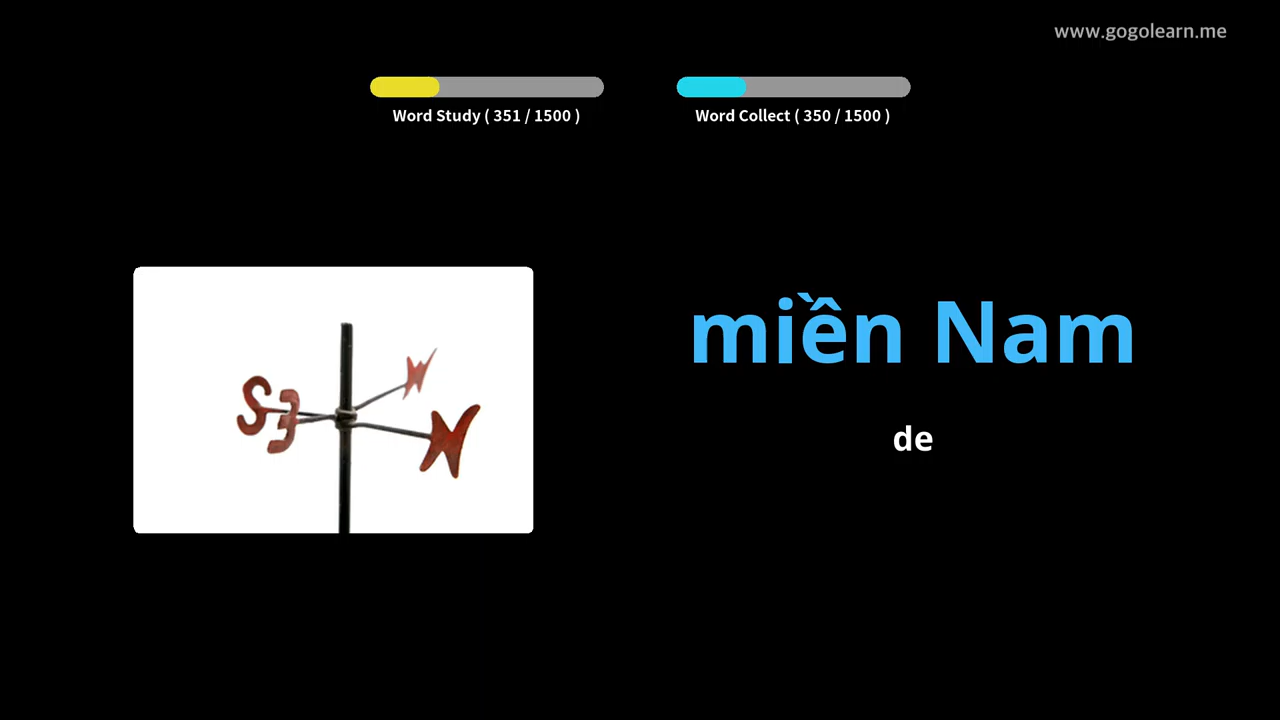 www.gogolearn.me
Word Study ( 351 / 1500 )
Word Collect ( 350 / 1500 )
miền Nam
de
S E N